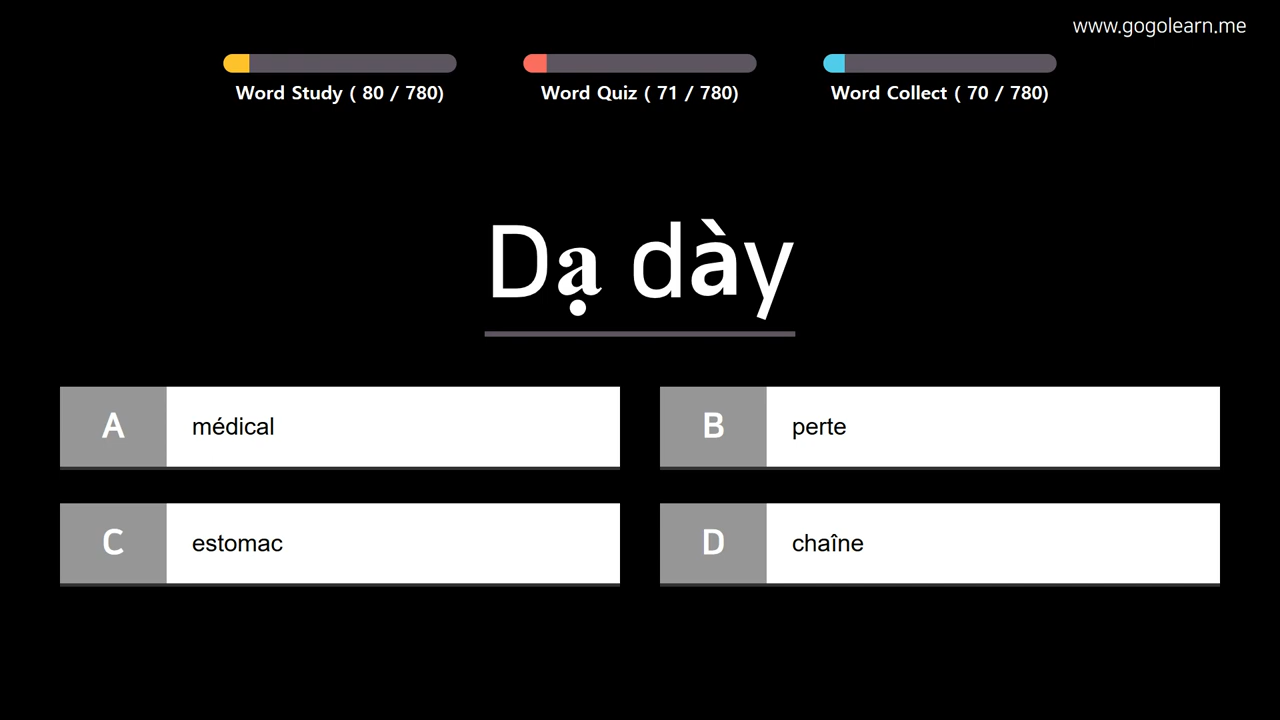 www.gogolearn.me
Word Study ( 80 / 780)
Word Quiz ( 71 / 780)
Word Collect ( 70 / 780)
Dạ dày
A médical
B perte
C estomac
D chaîne